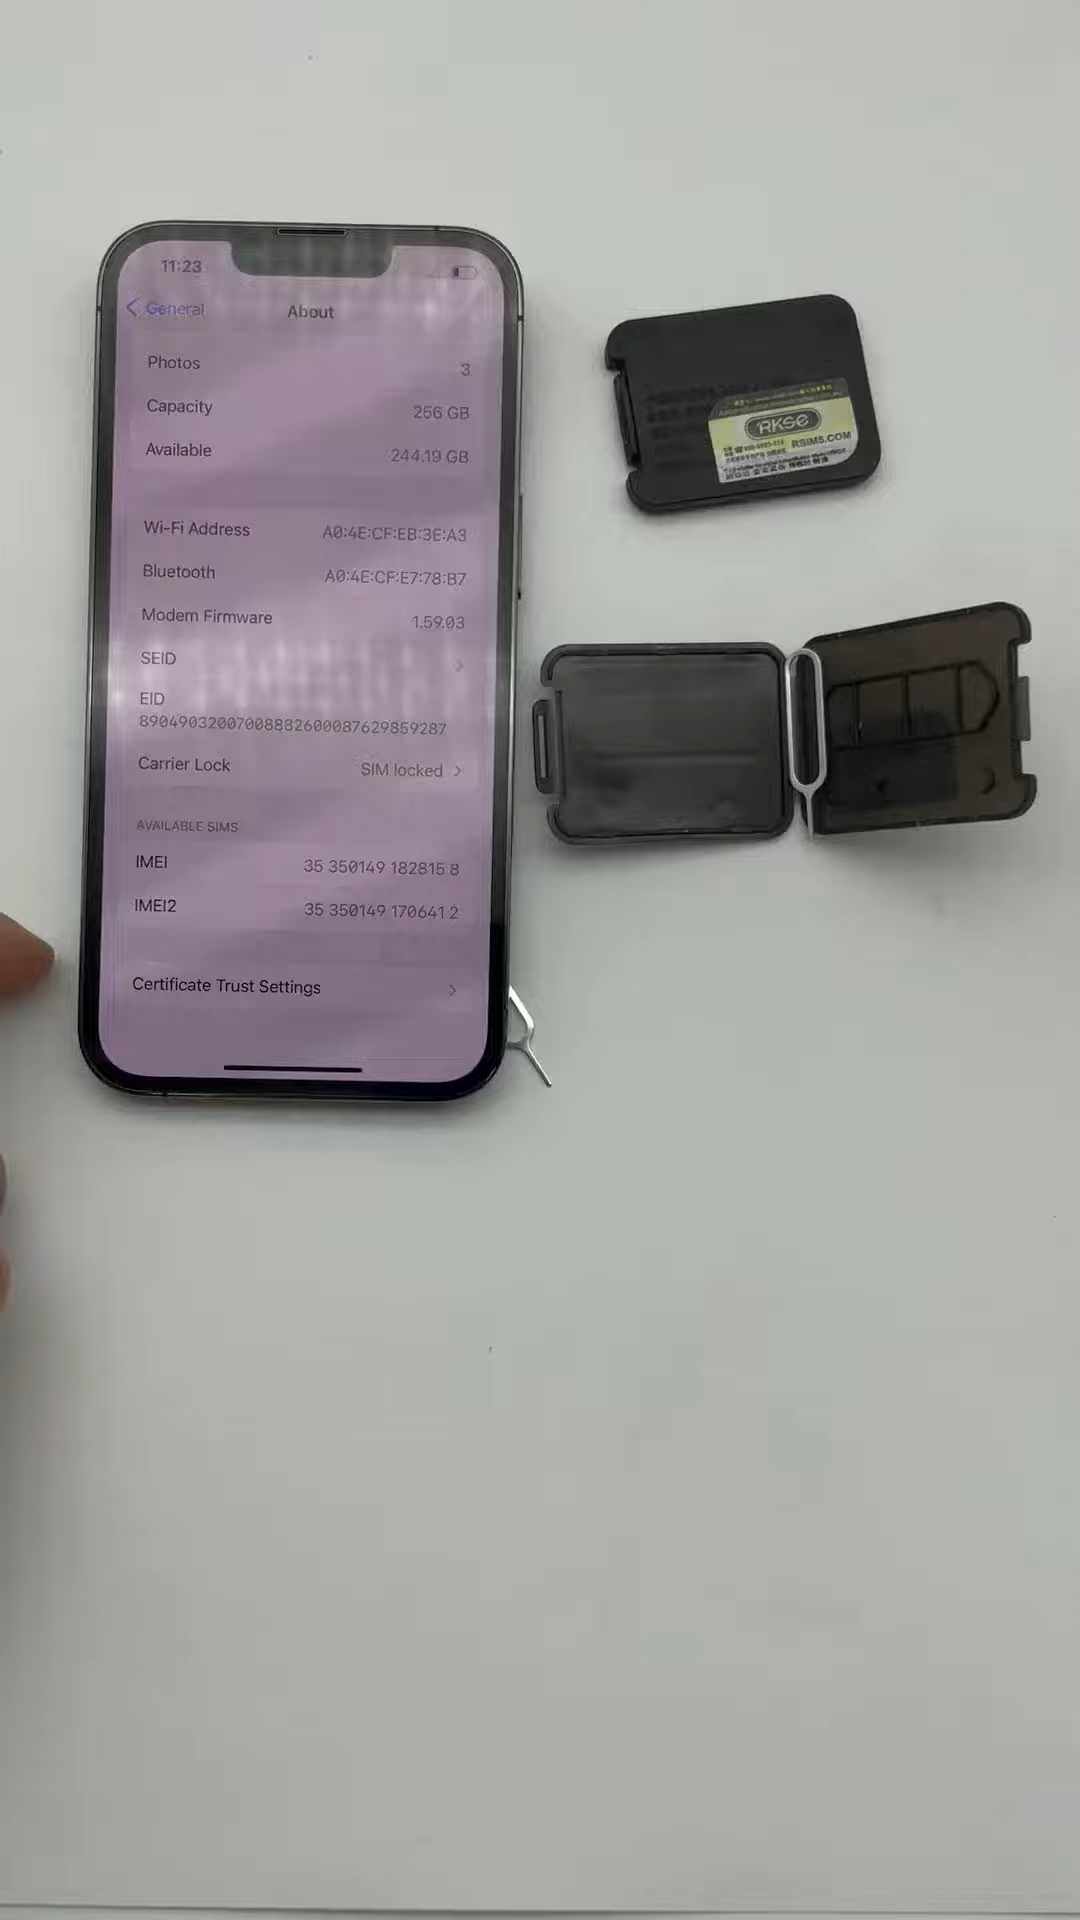 11:23
General
About
Photos 3
Capacity 256 GB
Available 244.19 GB
Wi-Fi Address A0:4E:CF:EB:3E:A3
Bluetooth A0:4E:CF:E7:78:B7
Modem Firmware 1.59.03
SEID
EID
89049032007008882600087629859287
Carrier Lock SIM locked
AVAILABLE SIMS
IMEI 35 350149 182815 8
IMEI2 35 350149 170641 2
Certificate Trust Settings
RKSE
RSIMS.COM